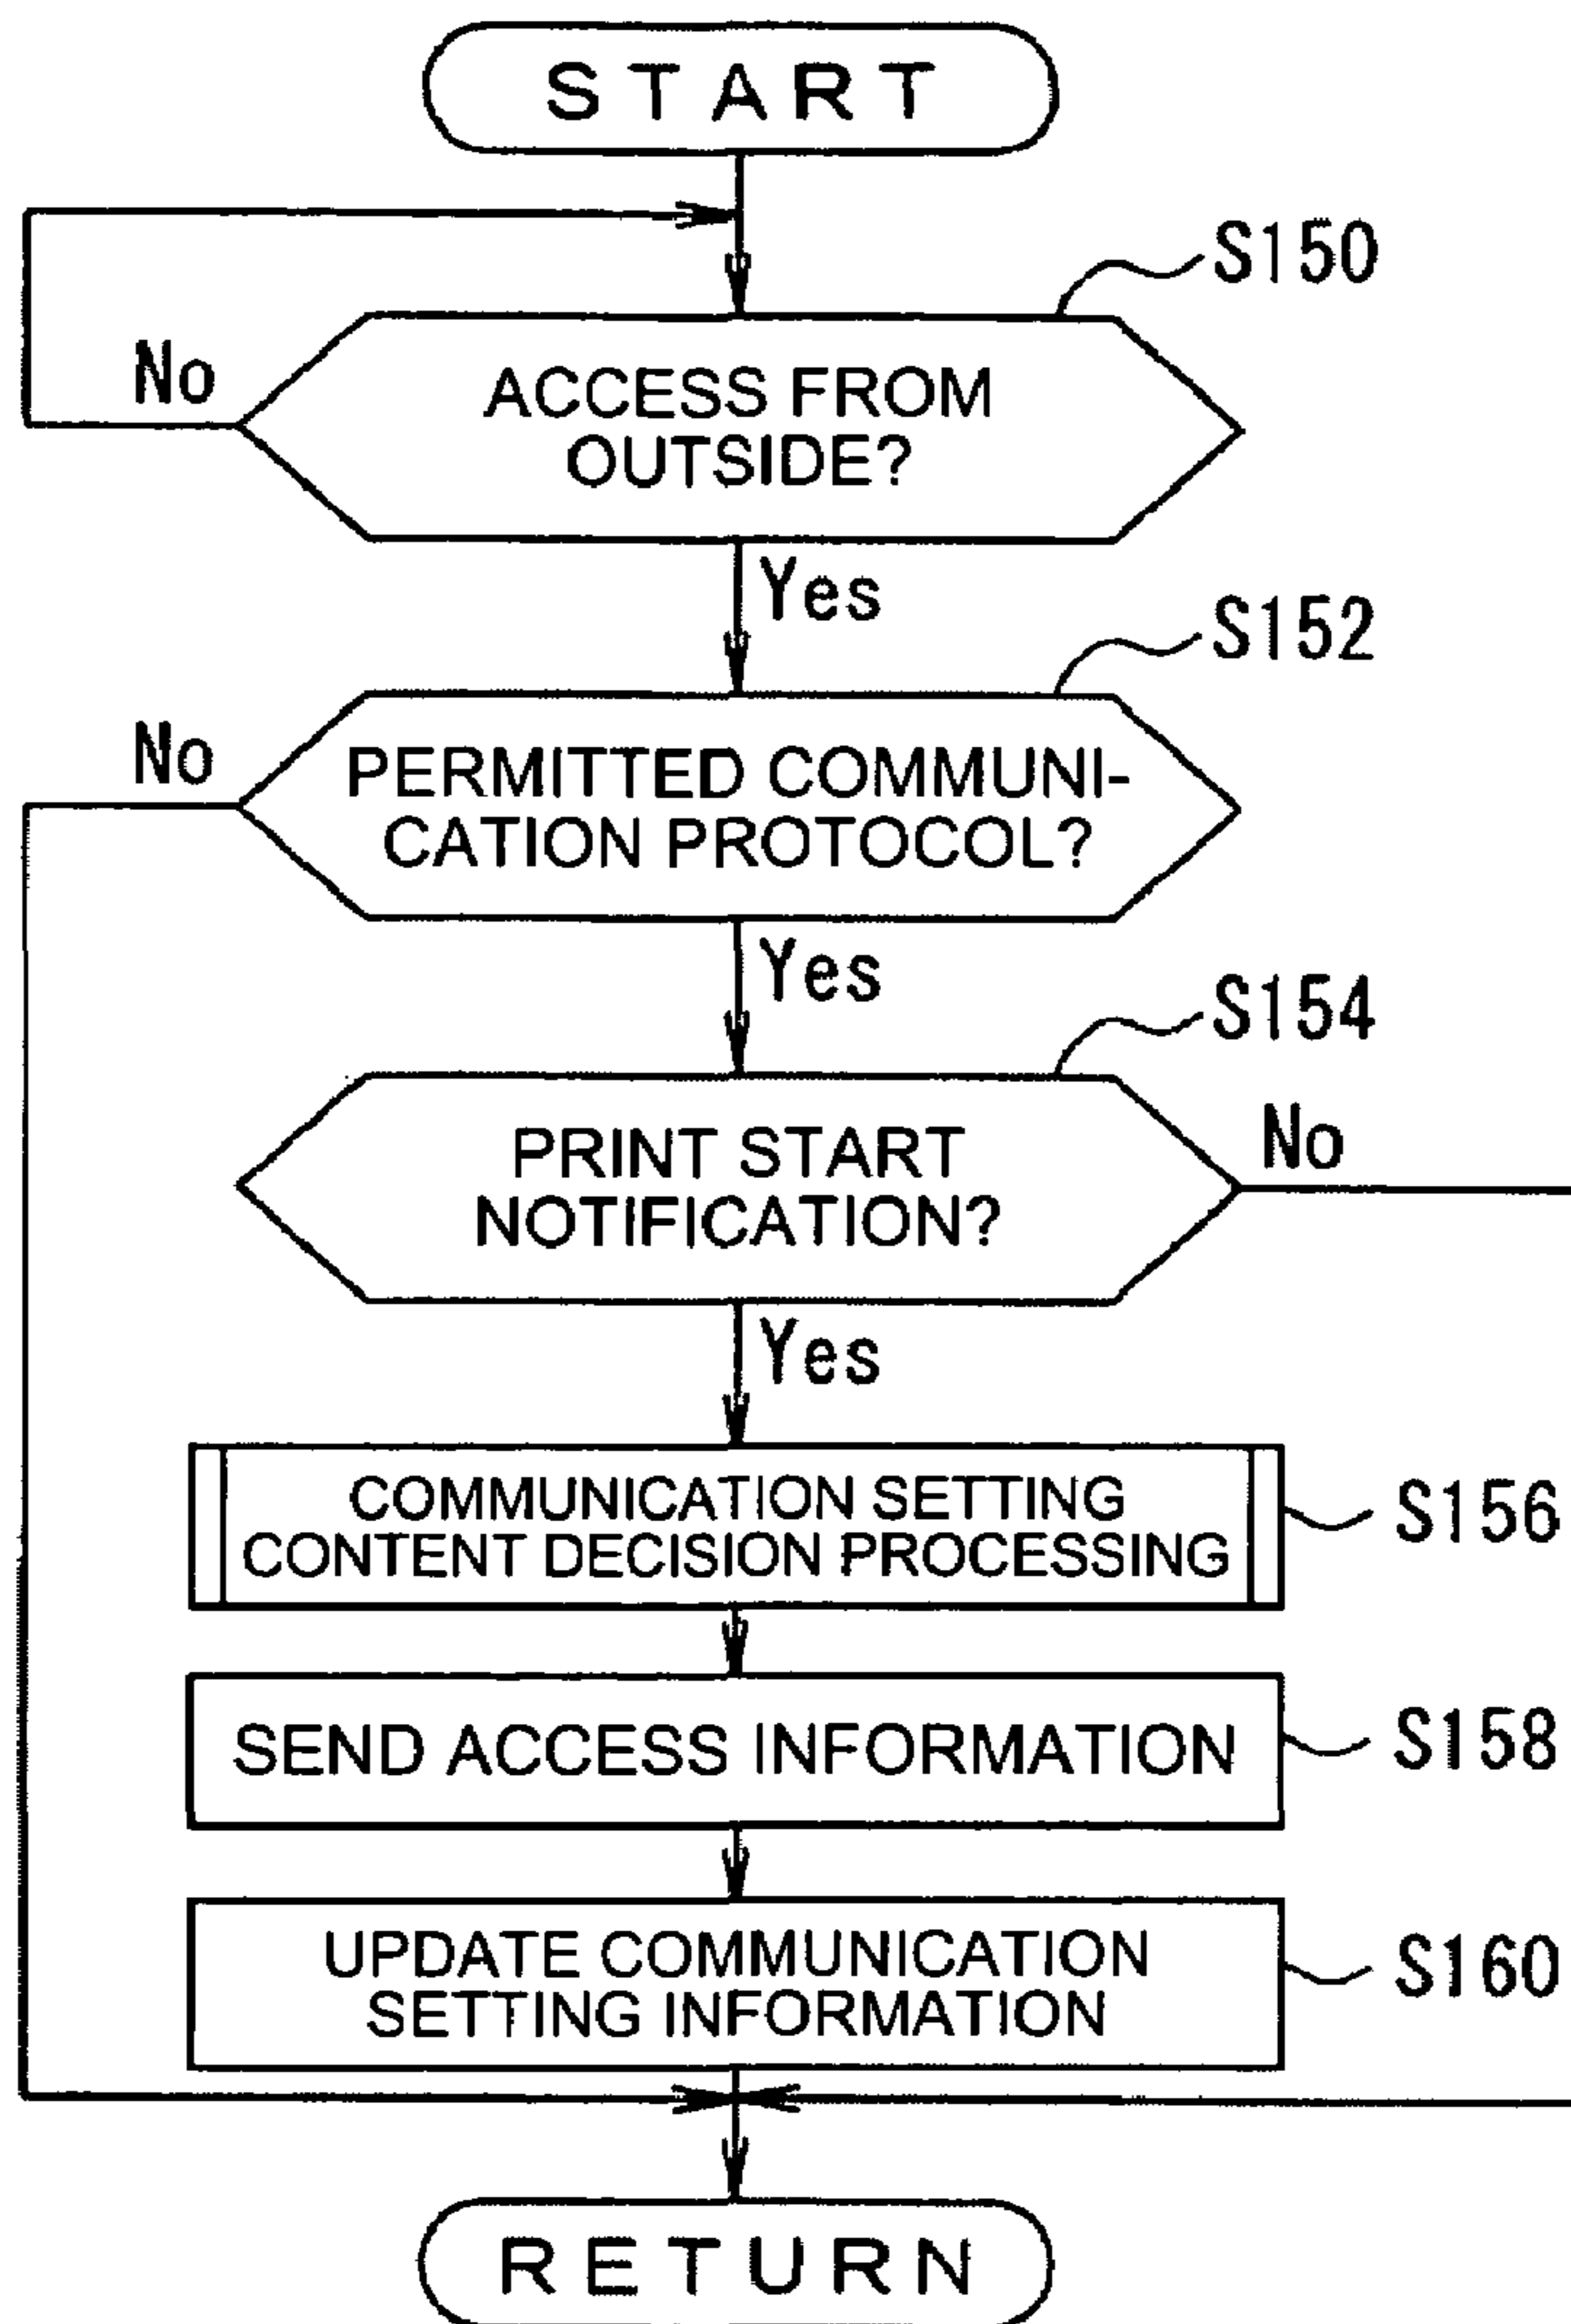 START
S150
No
ACCESS FROM
OUTSIDE?
Yes
S152
No
PERMITTED COMMUNI-
CATION PROTOCOL?
Yes
S154
No
PRINT START
NOTIFICATION?
Yes
COMMUNICATION SETTING
CONTENT DECISION PROCESSING
S156
SEND ACCESS INFORMATION
S158
UPDATE COMMUNICATION
SETTING INFORMATION
S160
RETURN